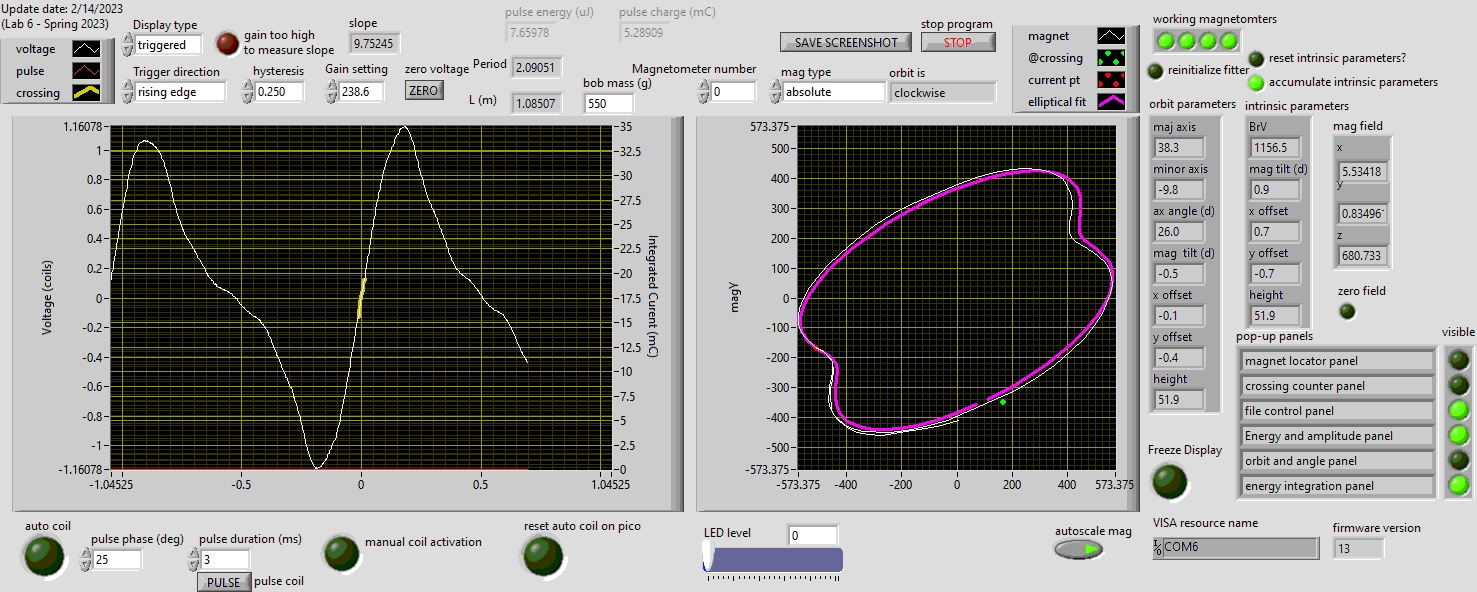 Update date: 2/14/2023
(Lab 6 - Spring 2023)
voltage
pulse
crossing
Display type
triggered
gain too high
to measure slope
slope
9.75245
Trigger direction
rising edge
hysteresis
0.250
Gain setting
238.6
zero voltage
ZERO
pulse energy (uJ)
7.65978
pulse charge (mC)
5.28909
Period
2.09051
L (m)
1.08507
bob mass (g)
550
SAVE SCREENSHOT
stop program
STOP
Magnetometer number
0
mag type
absolute
orbit is
clockwise
magnet
@crossing
current pt
elliptical fit
working magnetomters
reinitialize fitter
reset intrinsic parameters?
accumulate intrinsic parameters
Voltage (coils)
1.16078
1
0.8
0.6
0.4
0.2
0
-0.2
-0.4
-0.6
-0.8
-1
-1.16078
-1.04525
-0.5
0
0.5
1.04525
35
32.5
30
27.5
25
22.5
20
17.5
15
12.5
10
7.5
5
2.5
0
Integrated Current (mC)
magY
573.375
500
400
300
200
100
0
-100
-200
-300
-400
-500
-573.375
-573.375
-400
-200
0
200
400
573.375
orbit parameters
maj axis
38.3
minor axis
-9.8
ax angle (d)
26.0
mag tilt (d)
-0.5
x offset
-0.1
y offset
-0.4
height
51.9
intrinsic parameters
BrV
1156.5
mag tilt (d)
0.9
x offset
0.7
y offset
-0.7
height
51.9
mag field
x
5.53418
y
0.83496
z
680.733
zero field
pop-up panels
visible
magnet locator panel
crossing counter panel
file control panel
Energy and amplitude panel
orbit and angle panel
energy integration panel
Freeze Display
auto coil
pulse phase (deg)
25
pulse duration (ms)
3
PULSE
pulse coil
manual coil activation
reset auto coil on pico
LED level
0
autoscale mag
VISA resource name
COM6
firmware version
13